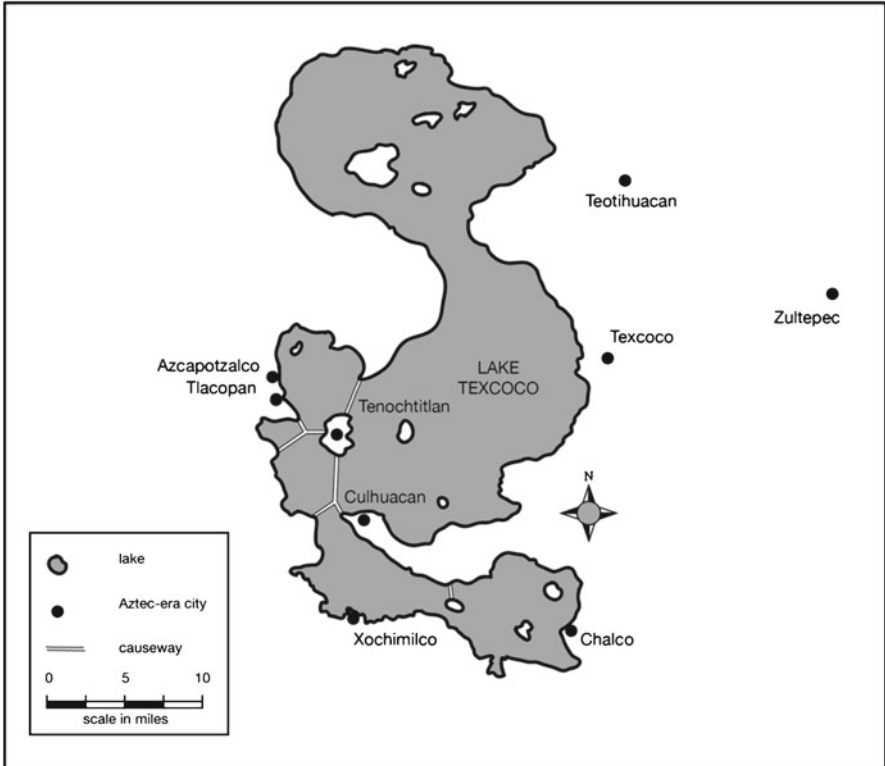 Teotihuacan
Zultepec
Texcoco
Azcapotzalco
Tlacopan
LAKE
TEXCOCO
Tenochtitlan
Culhuacan
N
Xochimilco
Chalco
lake
Aztec-era city
causeway
0 5 10
scale in miles